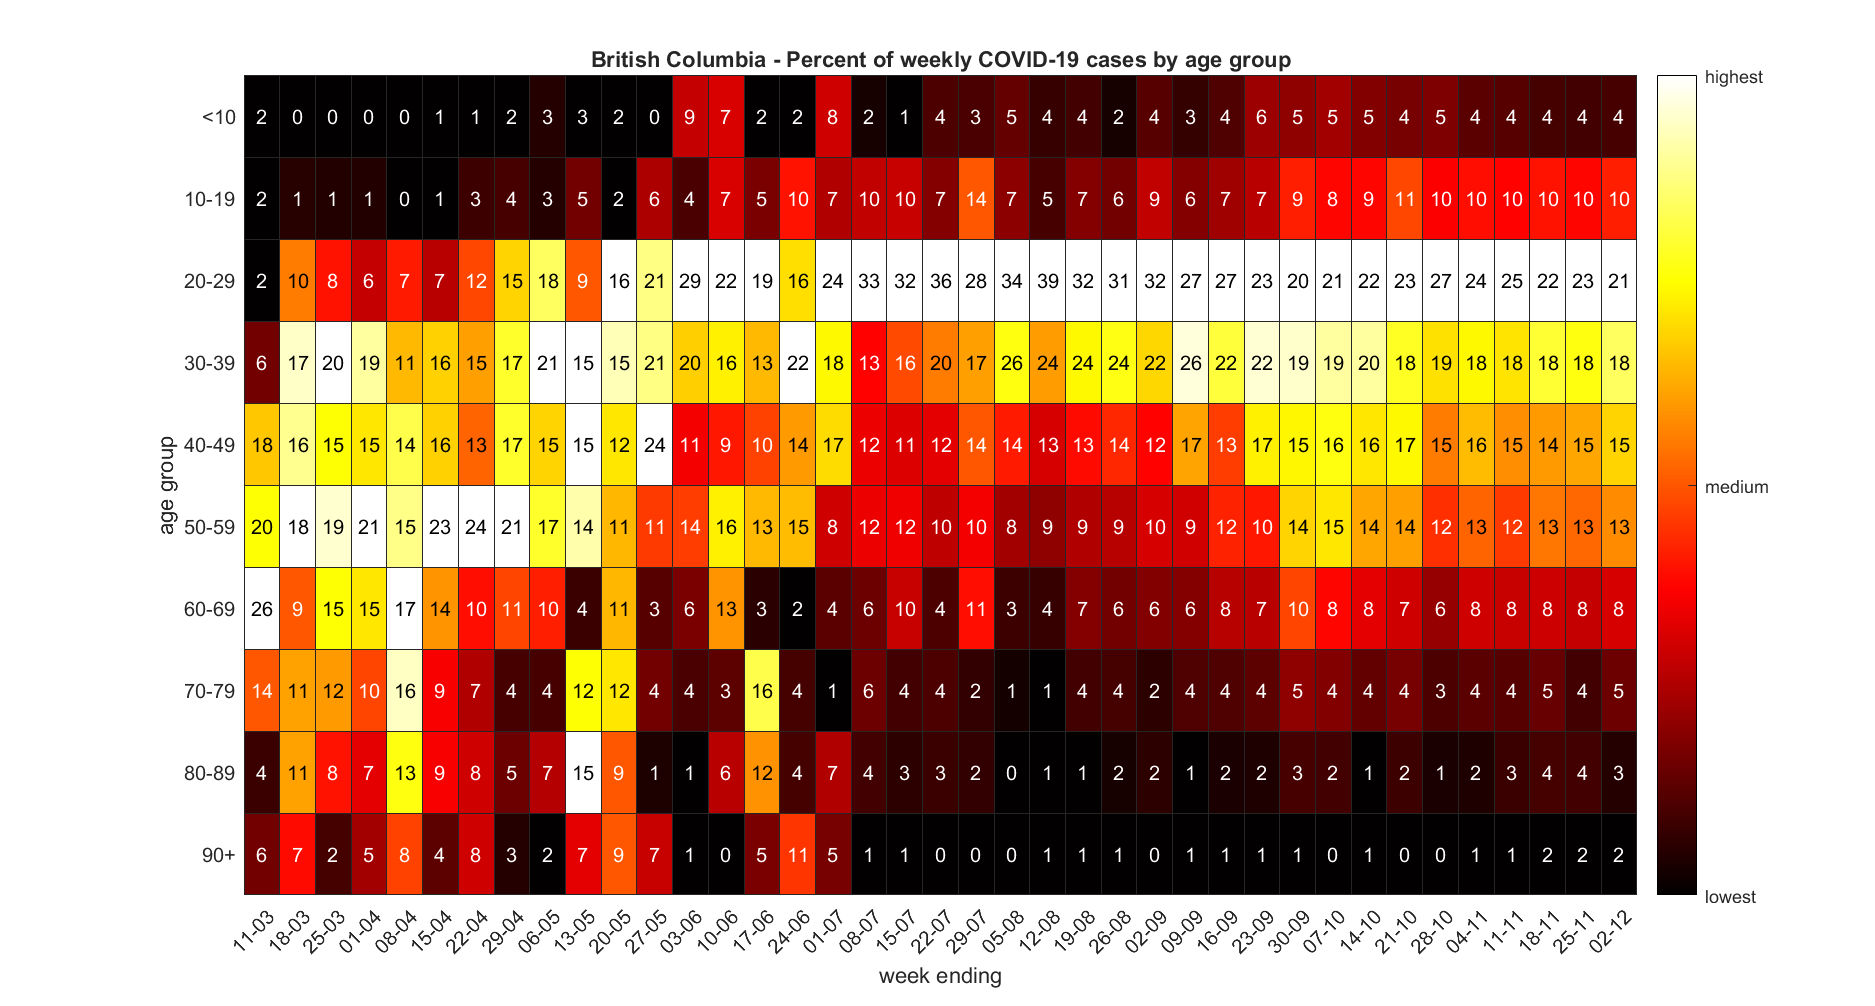 British Columbia - Percent of weekly COVID-19 cases by age group
highest
<10 2 0 0 0 0 1 1 2 3 3 2 0 9 7 2 2 8 2 1 4 3 5 4 4 2 4 3 4 6 5 5 5 4 5 4 4 4 4 4
10-19 2 1 1 1 0 1 3 4 3 5 2 6 4 7 5 10 7 10 10 7 14 7 5 7 6 9 6 7 7 9 8 9 11 10 10 10 10 10 10
20-29 2 10 8 6 7 7 12 15 18 9 16 21 29 22 19 16 24 33 32 36 28 34 39 32 31 32 27 27 23 20 21 22 23 27 24 25 22 23 21
30-39 6 17 20 19 11 16 15 17 21 15 15 21 20 16 13 22 18 13 16 20 17 26 24 24 24 22 26 22 22 19 19 20 18 19 18 18 18 18 18
40-49 18 16 15 15 14 16 13 17 15 15 12 24 11 9 10 14 17 12 11 12 14 14 13 13 14 12 17 13 17 15 16 16 17 15 16 15 14 15 15
medium
age group
50-59 20 18 19 21 15 23 24 21 17 14 11 11 14 16 13 15 8 12 12 10 10 8 9 9 9 10 9 12 10 14 15 14 14 12 13 12 13 13 13
60-69 26 9 15 15 17 14 10 11 10 4 11 3 6 13 3 2 4 6 10 4 11 3 4 7 6 6 6 8 7 10 8 8 7 6 8 8 8 8 8
70-79 14 11 12 10 16 9 7 4 4 12 12 4 4 3 16 4 1 6 4 4 2 1 1 4 4 2 4 4 4 5 4 4 4 3 4 4 5 4 5
80-89 4 11 8 7 13 9 8 5 7 15 9 1 1 6 12 4 7 4 3 3 2 0 1 1 2 2 1 2 2 3 2 1 2 1 2 3 4 4 3
90+ 6 7 2 5 8 4 8 3 2 7 9 7 1 0 5 11 5 1 1 0 0 0 1 1 1 0 1 1 1 1 0 1 0 0 1 1 2 2 2
lowest
11-03 18-03 25-03 01-04 08-04 15-04 22-04 29-04 06-05 13-05 20-05 27-05 03-06 10-06 17-06 24-06 01-07 08-07 15-07 22-07 29-07 05-08 12-08 19-08 26-08 02-09 09-09 16-09 23-09 30-09 07-10 14-10 21-10 28-10 04-11 11-11 18-11 25-11 02-12
week ending